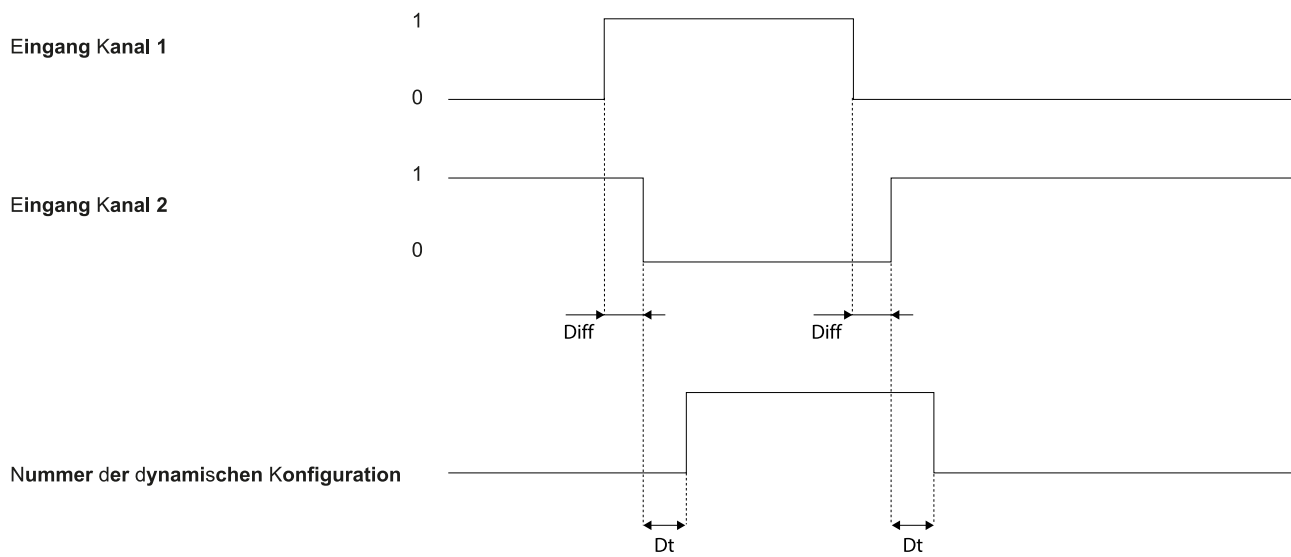 1
Eingang Kanal 1
0
1
Eingang Kanal 2
0
Diff Diff
Nummer der dynamischen Konfiguration
Dt Dt